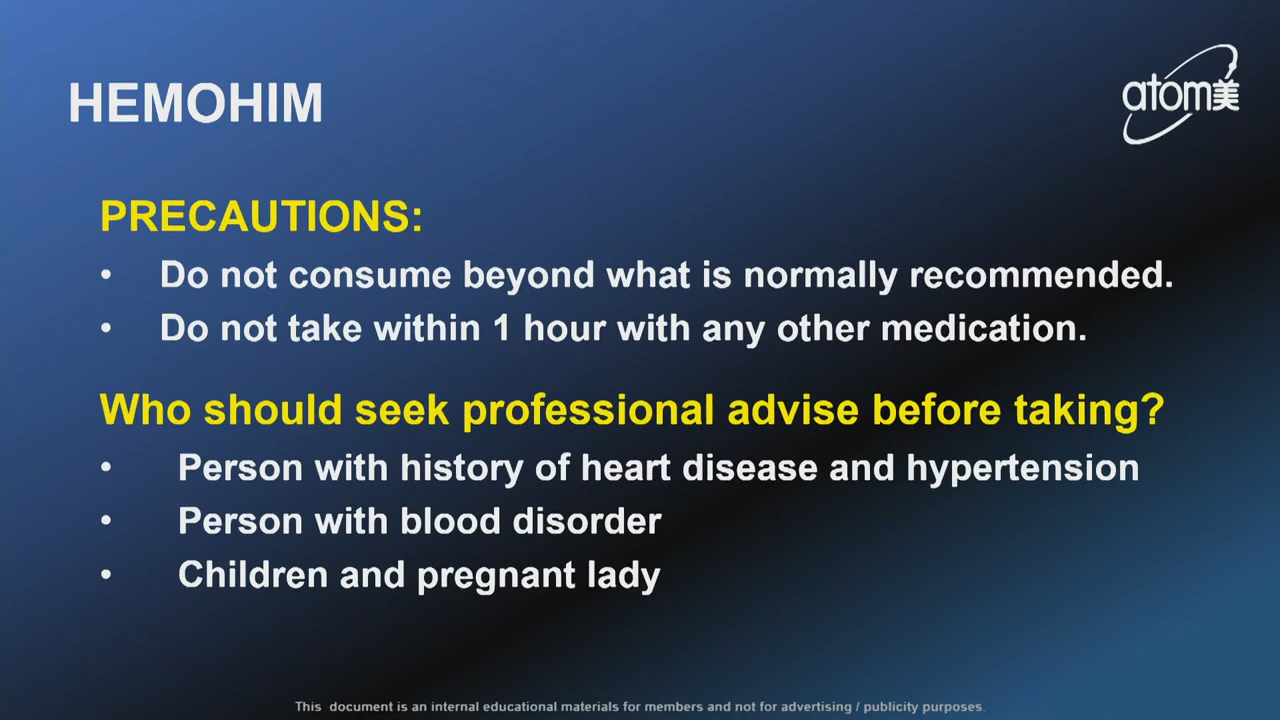 HEMOHIM
atom美
PRECAUTIONS:
• Do not consume beyond what is normally recommended.
• Do not take within 1 hour with any other medication.
Who should seek professional advise before taking?
• Person with history of heart disease and hypertension
• Person with blood disorder
• Children and pregnant lady
This document is an internal educational materials for members and not for advertising / publicity purposes.